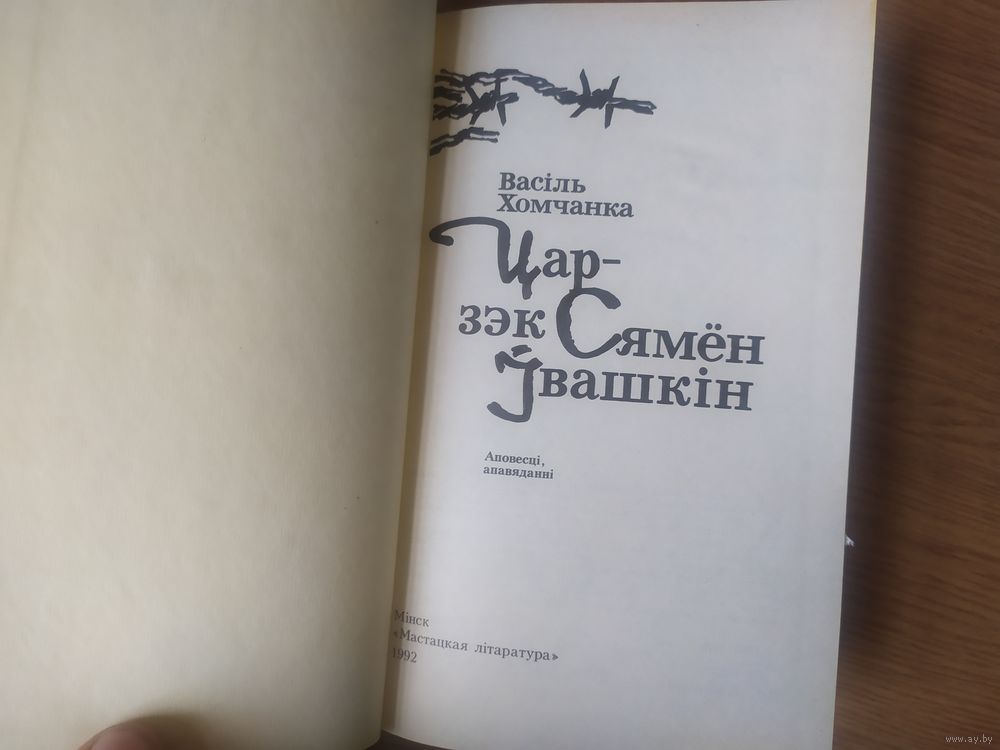 Васіль
Хомчанка
Цар-
зэк Сямён
Івашкін
Аповесці,
апавяданні
Мінск
«Мастацкая літаратура»
1992
www.ay.by